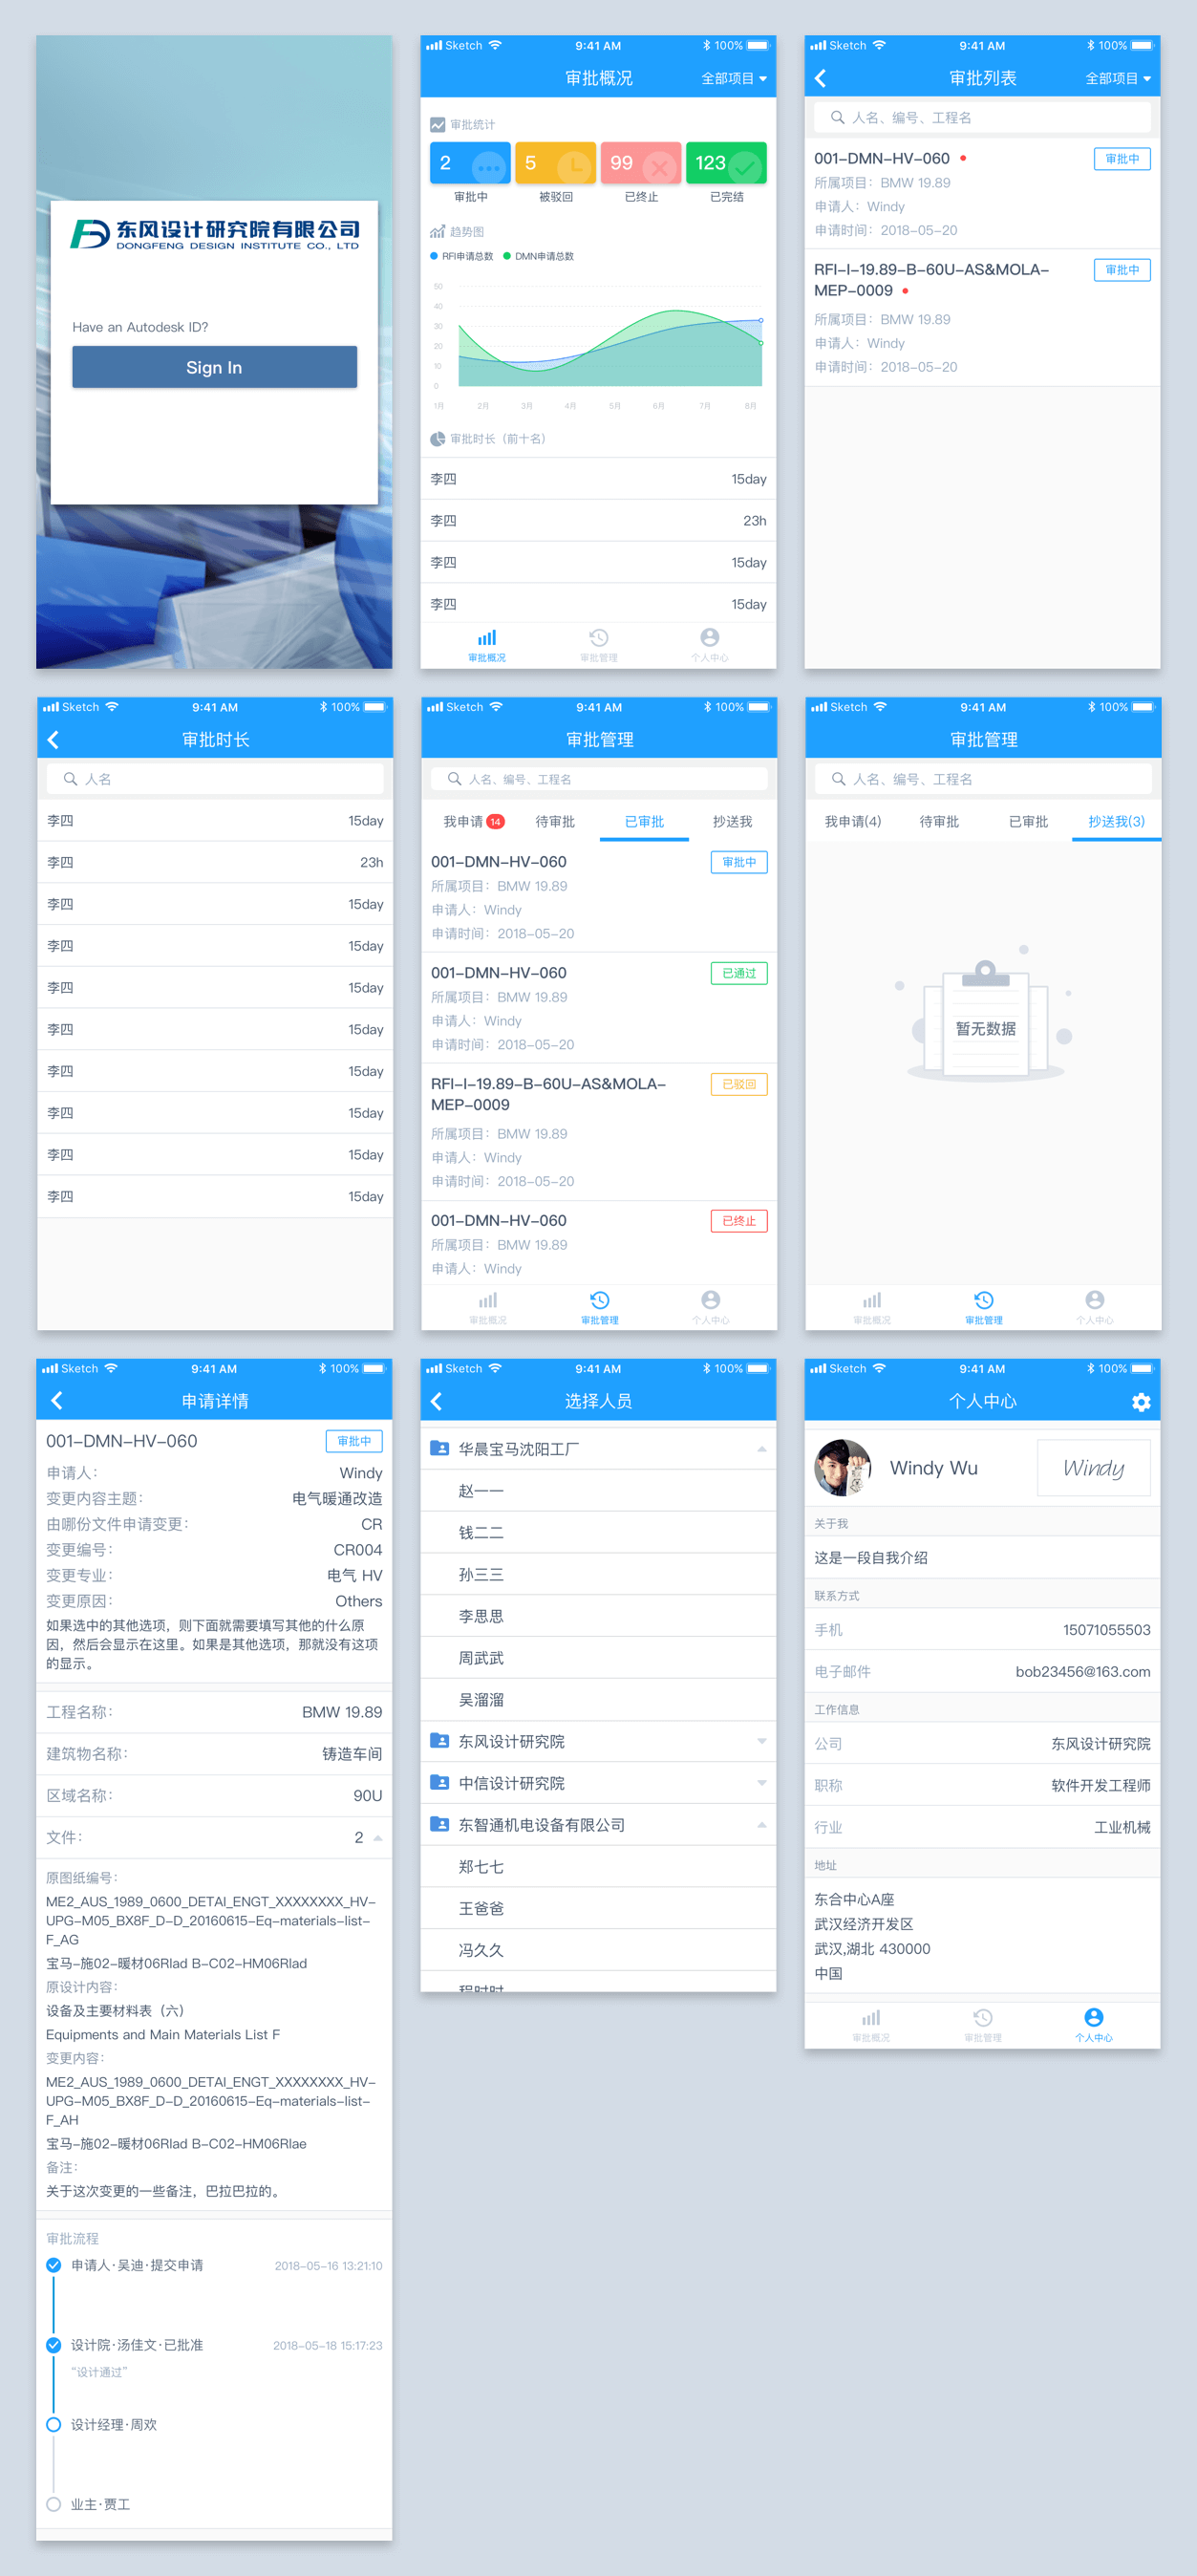 东风设计研究院有限公司
DONGFENG DESIGN INSTITUTE CO., LTD
Have an Autodesk ID?
Sign In
Sketch 9:41 AM 100%
审批概况 全部项目
审批统计
2 5 99 123
审批中 被驳回 已终止 已完结
趋势图
RFI申请总数 DMN申请总数
50
40
30
20
10
0
1月 2月 3月 4月 5月 6月 7月 8月
审批时长（前十名）
李四 15day
李四 23h
李四 15day
李四 15day
审批概况 审批管理 个人中心
Sketch 9:41 AM 100%
审批列表 全部项目
人名、编号、工程名
001-DMN-HV-060 审批中
所属项目：BMW 19.89
申请人：Windy
申请时间：2018-05-20
RFI-I-19.89-B-60U-AS&MOLA- 审批中
MEP-0009
所属项目：BMW 19.89
申请人：Windy
申请时间：2018-05-20
Sketch 9:41 AM 100%
审批时长
人名
李四 15day
李四 23h
李四 15day
李四 15day
李四 15day
李四 15day
李四 15day
李四 15day
李四 15day
李四 15day
Sketch 9:41 AM 100%
审批管理
人名、编号、工程名
我申请 14 待审批 已审批 抄送我
001-DMN-HV-060 审批中
所属项目：BMW 19.89
申请人：Windy
申请时间：2018-05-20
001-DMN-HV-060 已通过
所属项目：BMW 19.89
申请人：Windy
申请时间：2018-05-20
RFI-I-19.89-B-60U-AS&MOLA- 已驳回
MEP-0009
所属项目：BMW 19.89
申请人：Windy
申请时间：2018-05-20
001-DMN-HV-060 已终止
所属项目：BMW 19.89
申请人：Windy
审批概况 审批管理 个人中心
Sketch 9:41 AM 100%
审批管理
人名、编号、工程名
我申请(4) 待审批 已审批 抄送我(3)
暂无数据
审批概况 审批管理 个人中心
Sketch 9:41 AM 100%
申请详情
001-DMN-HV-060 审批中
申请人： Windy
变更内容主题： 电气暖通改造
由哪份文件申请变更： CR
变更编号： CR004
变更专业： 电气 HV
变更原因： Others
如果选中的其他选项，则下面就需要填写其他的什么原
因，然后会显示在这里。如果是其他选项，那就没有这项
的显示。
工程名称： BMW 19.89
建筑物名称： 铸造车间
区域名称： 90U
文件： 2
原图纸编号：
ME2_AUS_1989_0600_DETAI_ENGT_XXXXXXXX_HV-
UPG-M05_BX8F_D-D_20160615-Eq-materials-list-
F_AG
宝马-施02-暖材06Rlad B-C02-HM06Rlad
原设计内容：
设备及主要材料表（六）
Equipments and Main Materials List F
变更内容：
ME2_AUS_1989_0600_DETAI_ENGT_XXXXXXXX_HV-
UPG-M05_BX8F_D-D_20160615-Eq-materials-list-
F_AH
宝马-施02-暖材06Rlad B-C02-HM06Rlae
备注：
关于这次变更的一些备注，巴拉巴拉的。
审批流程
申请人·吴迪·提交申请 2018-05-16 13:21:10
设计院·汤佳文·已批准 2018-05-18 15:17:23
“设计通过”
设计经理·周欢
业主·贾工
Sketch 9:41 AM 100%
选择人员
华晨宝马沈阳工厂
赵一一
钱二二
孙三三
李思思
周武武
吴溜溜
东风设计研究院
中信设计研究院
东智通机电设备有限公司
郑七七
王爸爸
冯久久
程时时
Sketch 9:41 AM 100%
个人中心
Windy Wu Windy
关于我
这是一段自我介绍
联系方式
手机 15071055503
电子邮件 bob23456@163.com
工作信息
公司 东风设计研究院
职称 软件开发工程师
行业 工业机械
地址
东合中心A座
武汉经济开发区
武汉,湖北 430000
中国
审批概况 审批管理 个人中心